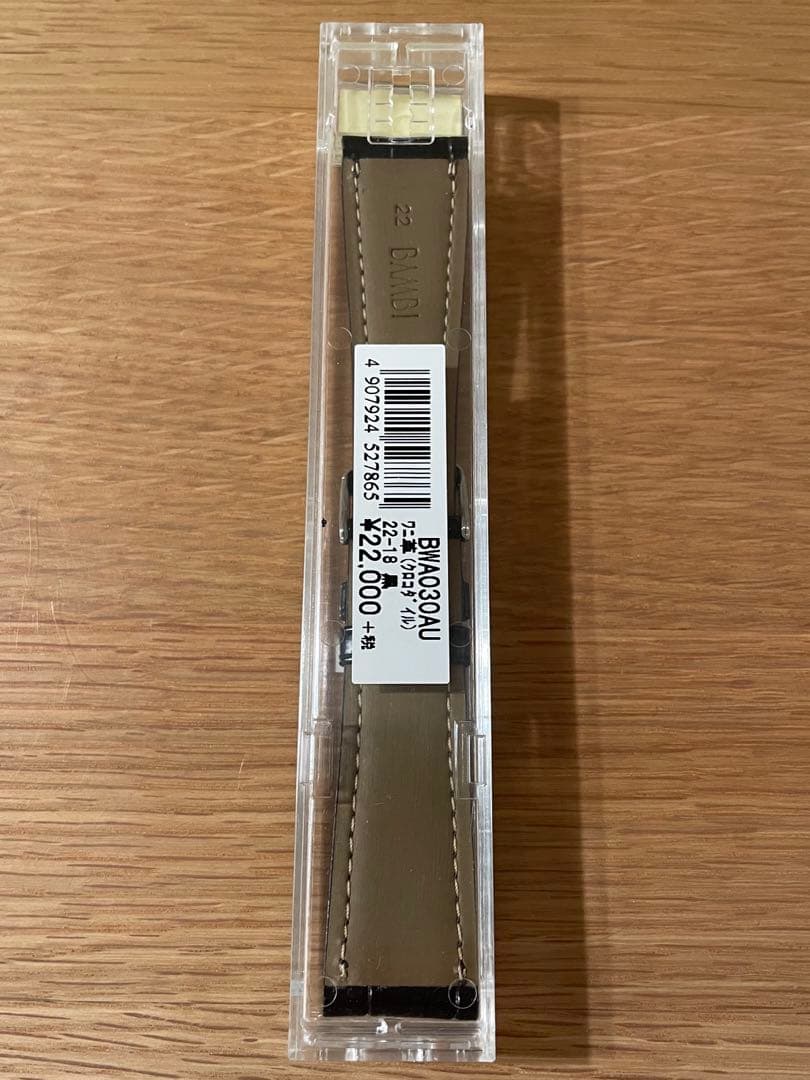 22 BAMBI
4 907924 527865
BWA030AU
ワニ革(クロコダイル)
22-18 黒
¥22,000 +税